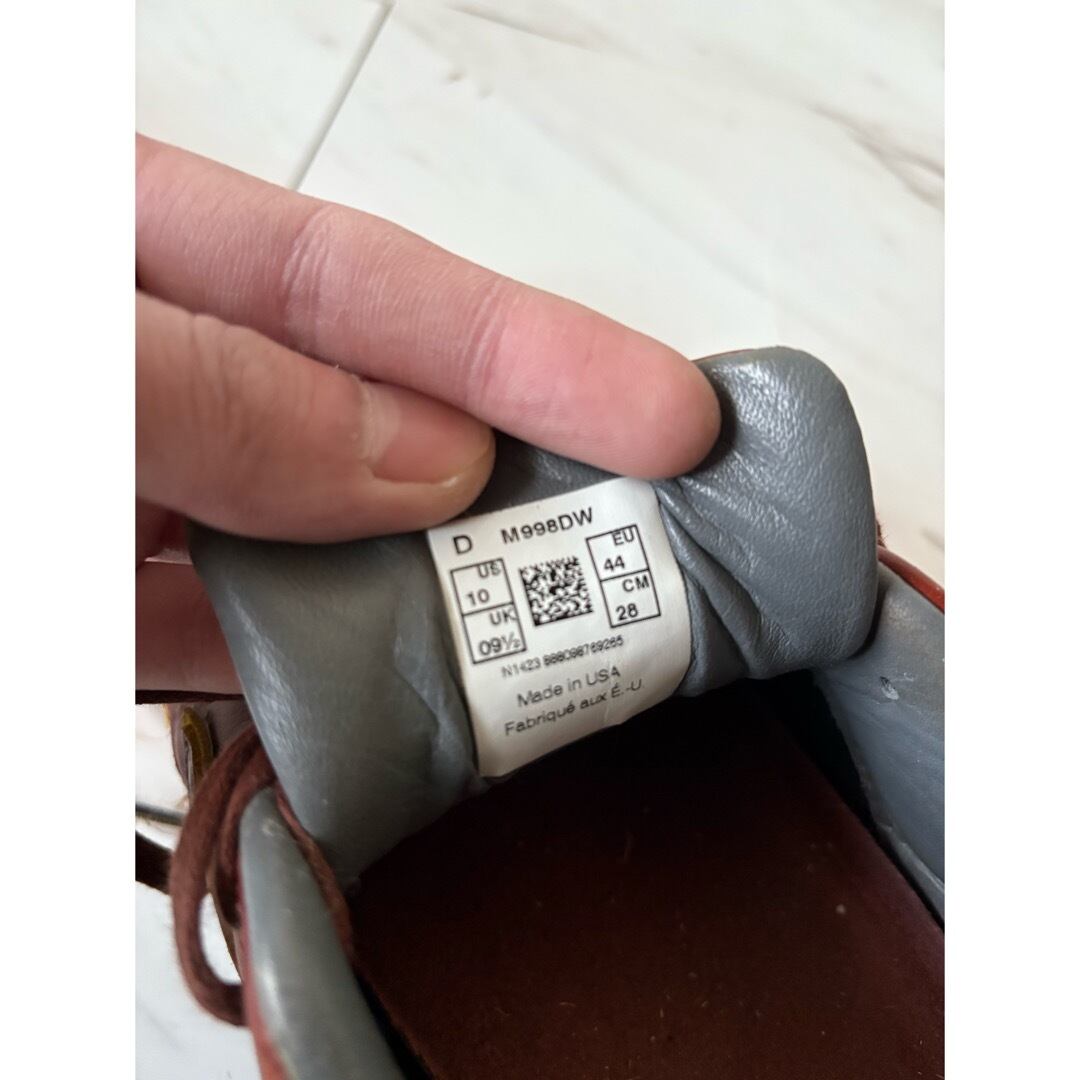 D M998DW
US EU
10 44
UK CM
09½ 28
N1423 888098769265
Made in USA
Fabriqué aux É.-U.